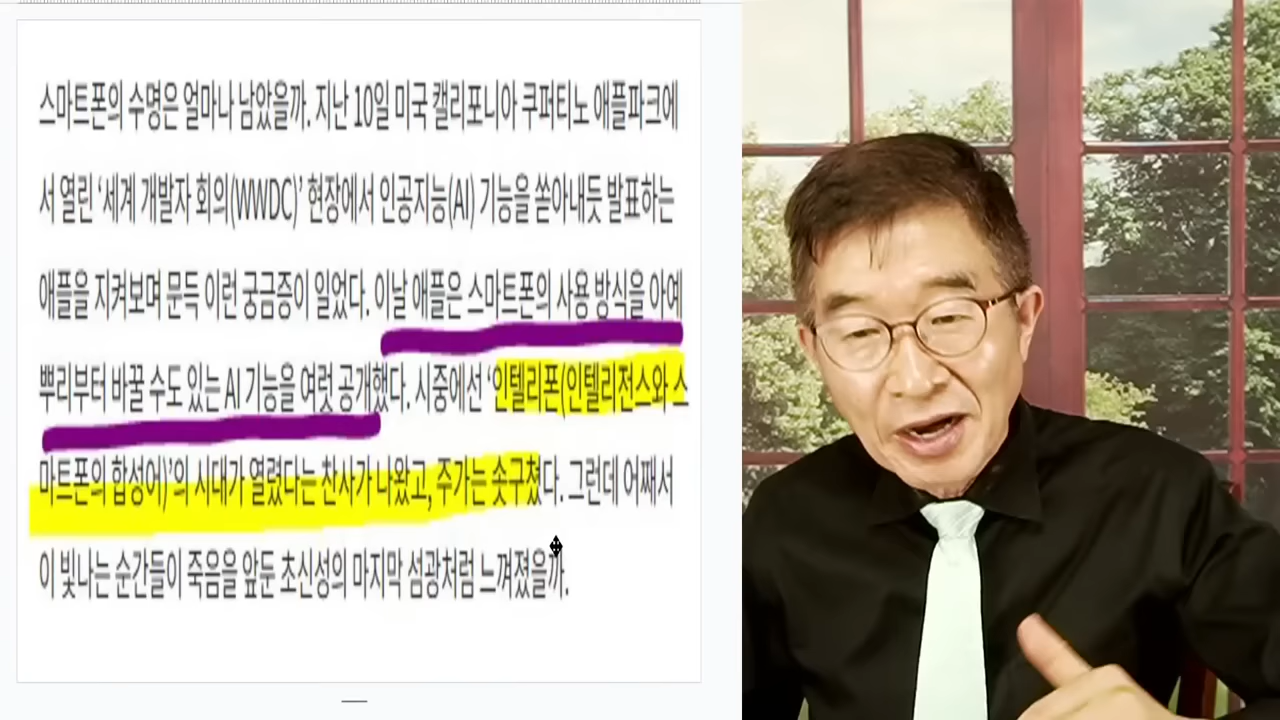 스마트폰의 수명은 얼마나 남았을까. 지난 10일 미국 캘리포니아 쿠퍼티노 애플파크에
서 열린 ‘세계 개발자 회의(WWDC)’ 현장에서 인공지능(AI) 기능을 쏟아내듯 발표하는
애플을 지켜보며 문득 이런 궁금증이 일었다. 이날 애플은 스마트폰의 사용 방식을 아예
뿌리부터 바꿀 수도 있는 AI 기능을 여럿 공개했다. 시중에선 ‘인텔리폰(인텔리전스와 스
마트폰의 합성어)’의 시대가 열렸다는 찬사가 나왔고, 주가는 솟구쳤다. 그런데 어째서
이 빛나는 순간들이 죽음을 앞둔 초신성의 마지막 섬광처럼 느껴졌을까.